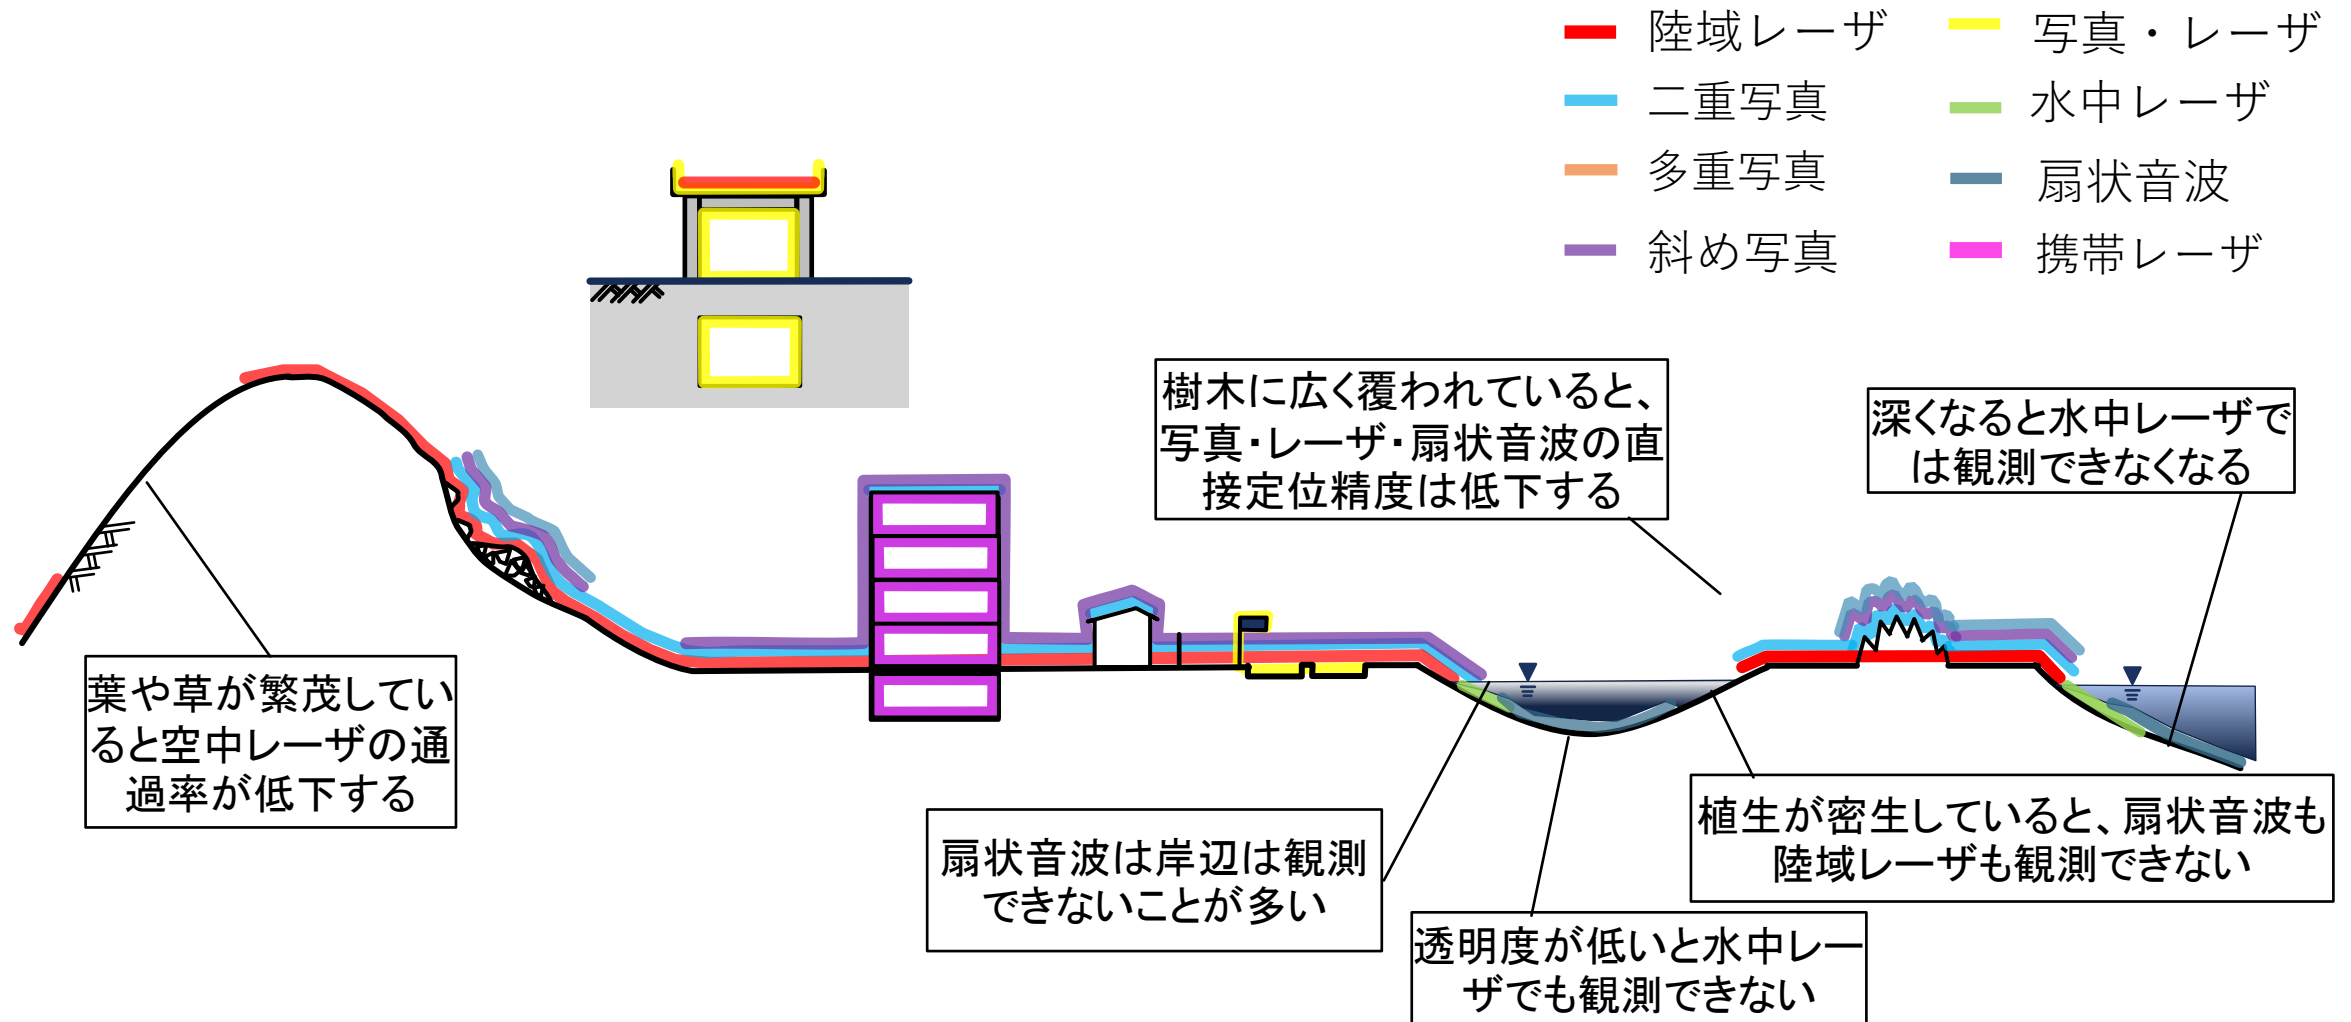 陸域レーザ
写真・レーザ
二重写真
水中レーザ
多重写真
扇状音波
斜め写真
携帯レーザ
樹木に広く覆われていると、
写真・レーザ・扇状音波の直
接定位精度は低下する
深くなると水中レーザで
は観測できなくなる
葉や草が繁茂してい
ると空中レーザの通
過率が低下する
扇状音波は岸辺は観測
できないことが多い
植生が密生していると、扇状音波も
陸域レーザも観測できない
透明度が低いと水中レー
ザでも観測できない